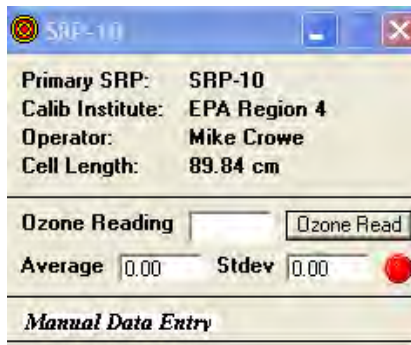 SRP-10
Primary SRP: SRP-10
Calib Institute: EPA Region 4
Operator: Mike Crowe
Cell Length: 89.84 cm
Ozone Reading Ozone Read
Average 0.00 Stdev 0.00
Manual Data Entry